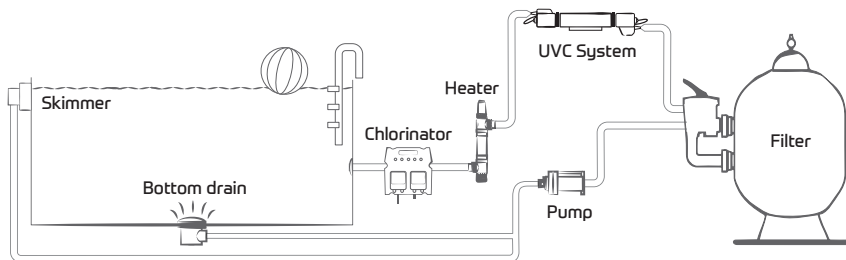 UVC System
Skimmer
Heater
Chlorinator
Filter
Bottom drain
Pump